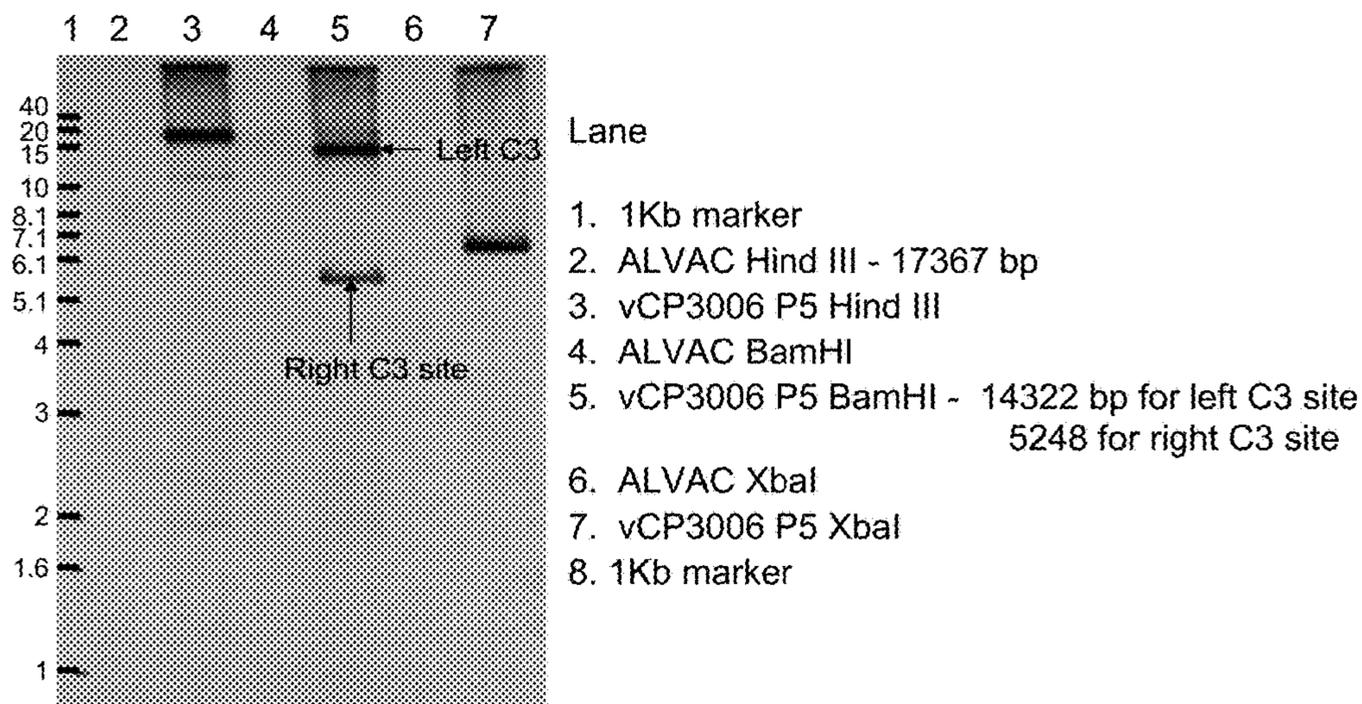 1 2 3 4 5 6 7
40
20
15
10
8.1
7.1
6.1
5.1
4
3
2
1.6
1
Left C3
Right C3 site
Lane
1. 1Kb marker
2. ALVAC Hind III - 17367 bp
3. vCP3006 P5 Hind III
4. ALVAC BamHI
5. vCP3006 P5 BamHI - 14322 bp for left C3 site
5248 for right C3 site
6. ALVAC XbaI
7. vCP3006 P5 XbaI
8. 1Kb marker